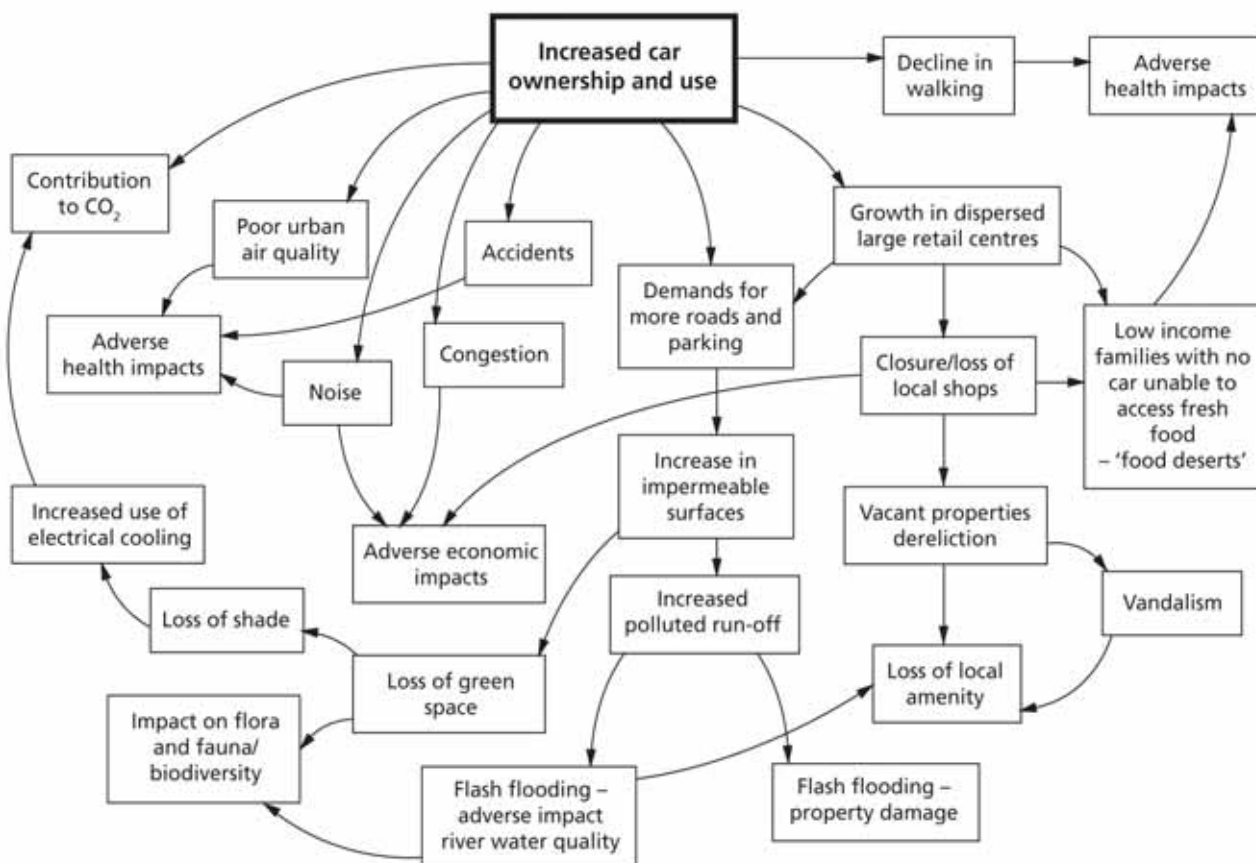 Increased car
ownership and use
Decline in
walking
Adverse
health impacts
Contribution
to CO₂
Poor urban
air quality
Accidents
Growth in dispersed
large retail centres
Demands for
more roads and
parking
Adverse
health impacts
Noise
Congestion
Closure/loss of
local shops
Low income
families with no
car unable to
access fresh
food
– ‘food deserts’
Increase in
impermeable
surfaces
Increased use of
electrical cooling
Adverse economic
impacts
Vacant properties
dereliction
Loss of shade
Increased
polluted run-off
Vandalism
Loss of green
space
Loss of local
amenity
Impact on flora
and fauna/
biodiversity
Flash flooding –
adverse impact
river water quality
Flash flooding –
property damage